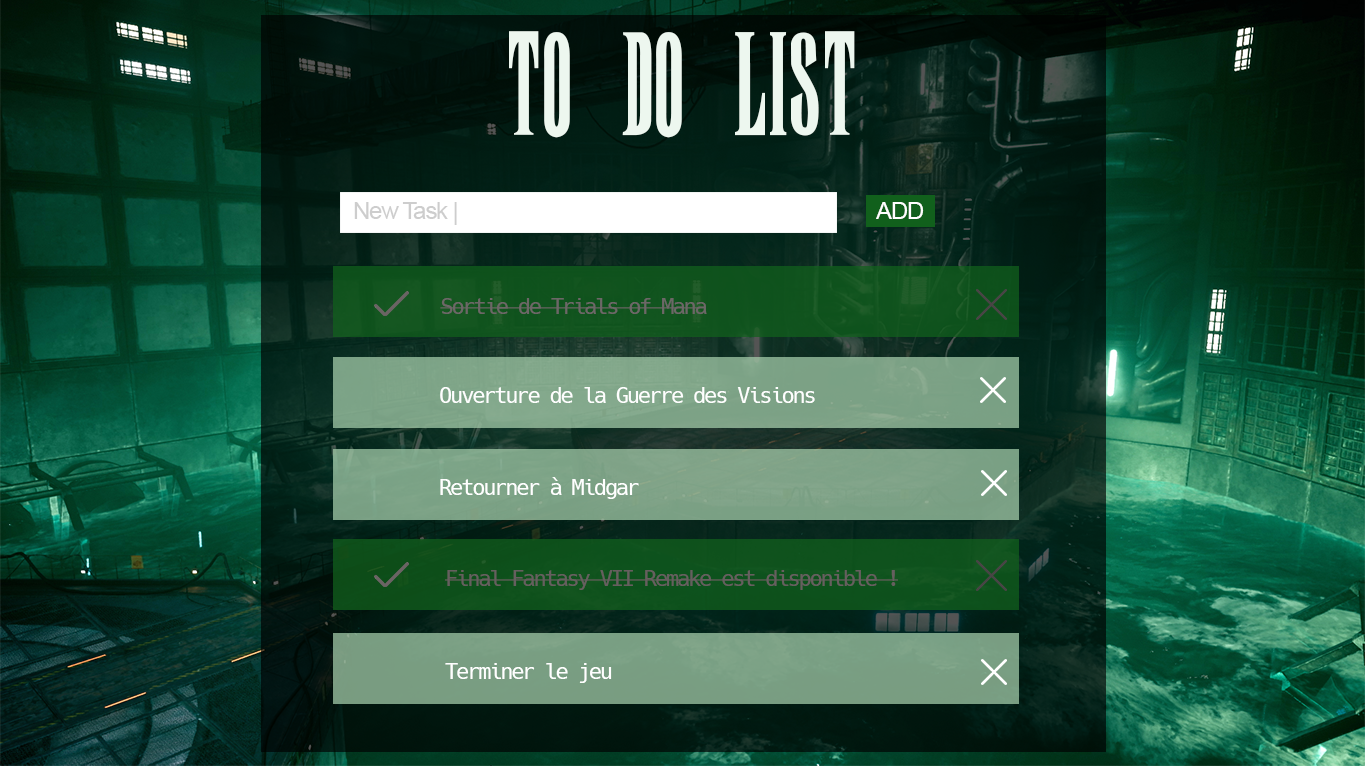 TO DO LIST
New Task |
ADD
Sortie de Trials of Mana
Ouverture de la Guerre des Visions
Retourner à Midgar
Final Fantasy VII Remake est disponible !
Terminer le jeu